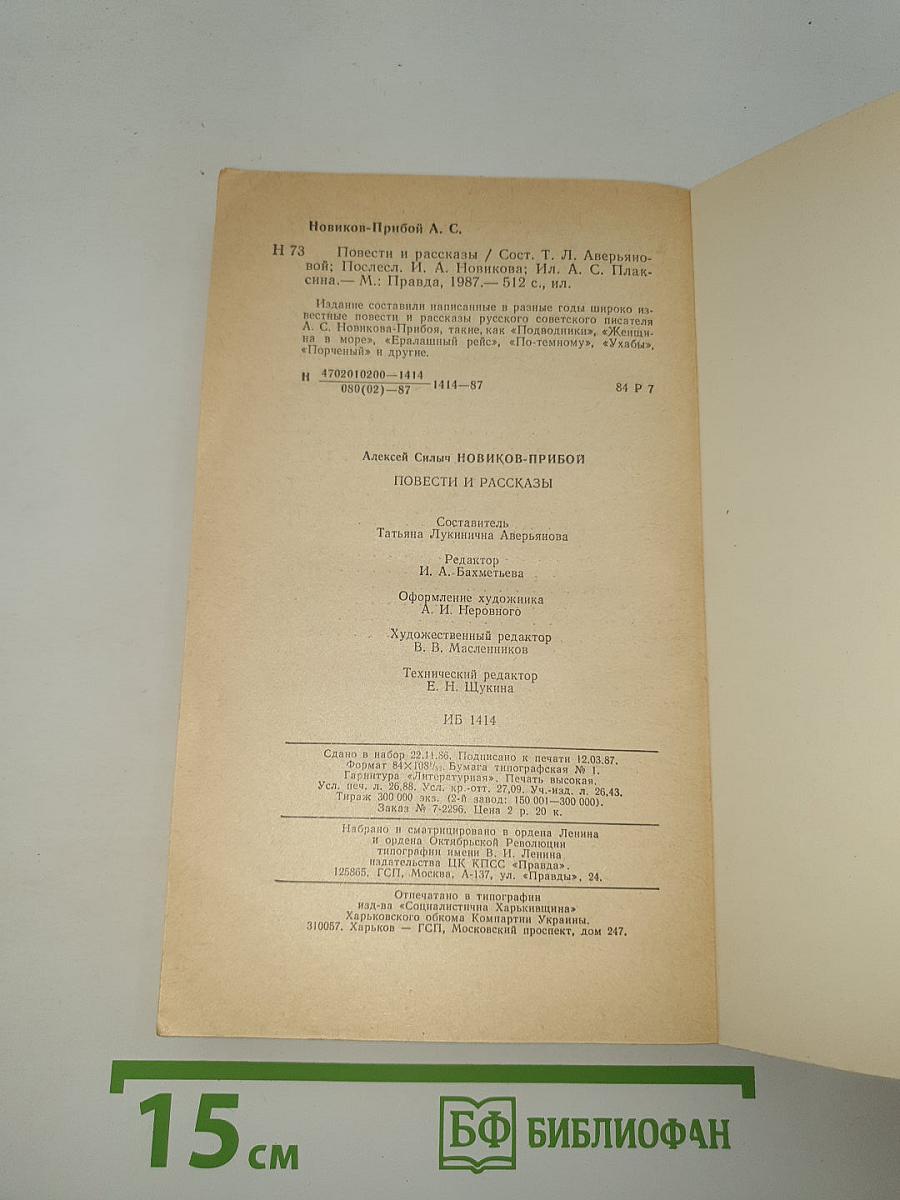 Новиков-Прибой А. С.
Н 73 Повести и рассказы / Сост. Т. Л. Аверьяно-
вой; Послесл. И. А. Новикова; Ил. А. С. Плак-
сина.— М.: Правда, 1987.— 512 с., ил.
Издание составили написанные в разные годы широко из-
вестные повести и рассказы русского советского писателя
А. С. Новикова-Прибоя, такие, как «Подводники», «Женщи-
на в море», «Ералашный рейс», «По-темному», «Ухабы»,
«Порченый» и другие.
Н 4702010200—1414
080(02)—87 1414—87 84 Р 7
Алексей Силыч НОВИКОВ-ПРИБОЙ
ПОВЕСТИ И РАССКАЗЫ
Составитель
Татьяна Лукинична Аверьянова
Редактор
И. А. Бахметьева
Оформление художника
А. И. Неровного
Художественный редактор
В. В. Масленников
Технический редактор
Е. Н. Щукина
ИБ 1414
Сдано в набор 22.11.86. Подписано к печати 12.03.87.
Формат 84×108¹/₃₂. Бумага типографская № 1.
Гарнитура «Литературная». Печать высокая.
Усл. печ. л. 26,88. Усл. кр.-отт. 27,09. Уч.-изд. л. 26,43.
Тираж 300 000 экз. (2-й завод: 150 001—300 000).
Заказ № 7-2296. Цена 2 р. 20 к.
Набрано и сматрицировано в ордена Ленина
и ордена Октябрьской Революции
типографии имени В. И. Ленина
издательства ЦК КПСС «Правда».
125865, ГСП, Москва, А-137, ул. «Правды», 24.
Отпечатано в типографии
изд-ва «Социалистична Харькивщина»
Харьковского обкома Компартии Украины.
310057. Харьков — ГСП, Московский проспект, дом 247.
15 см
БФ БИБЛИОФАН